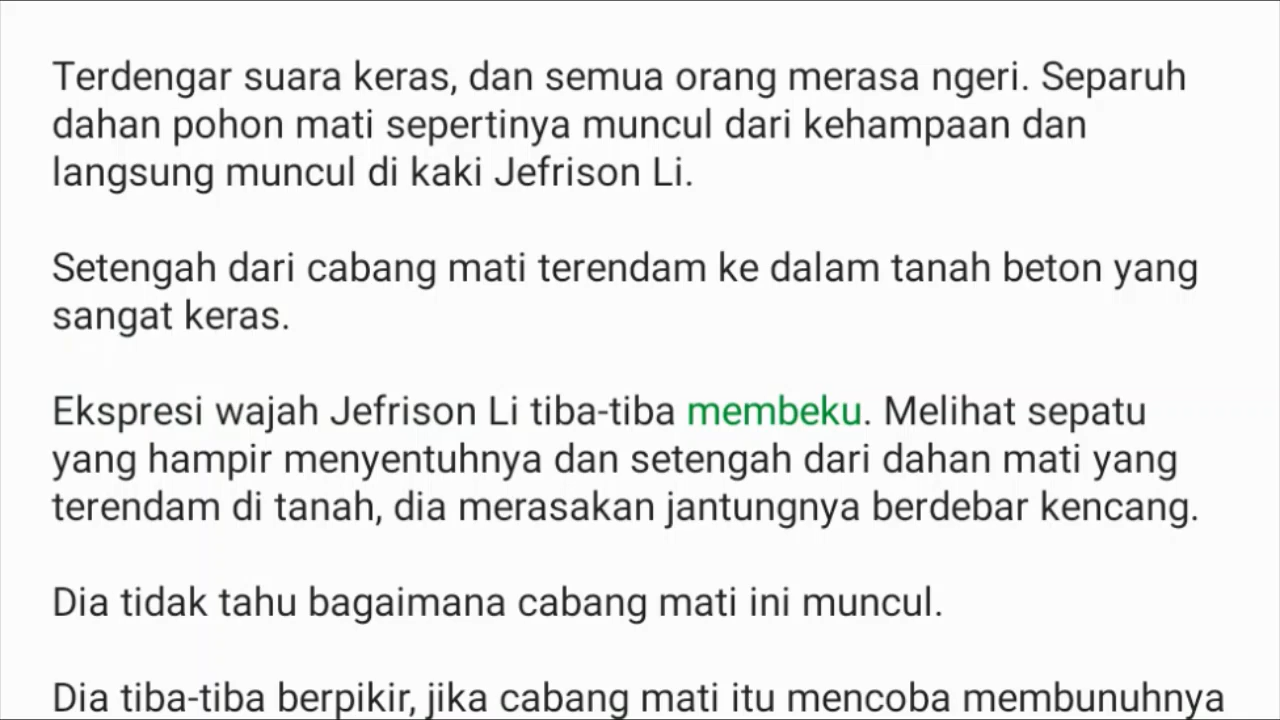 Terdengar suara keras, dan semua orang merasa ngeri. Separuh
dahan pohon mati sepertinya muncul dari kehampaan dan
langsung muncul di kaki Jefrison Li.
Setengah dari cabang mati terendam ke dalam tanah beton yang
sangat keras.
Ekspresi wajah Jefrison Li tiba-tiba membeku. Melihat sepatu
yang hampir menyentuhnya dan setengah dari dahan mati yang
terendam di tanah, dia merasakan jantungnya berdebar kencang.
Dia tidak tahu bagaimana cabang mati ini muncul.
Dia tiba-tiba berpikir, jika cabang mati itu mencoba membunuhnya